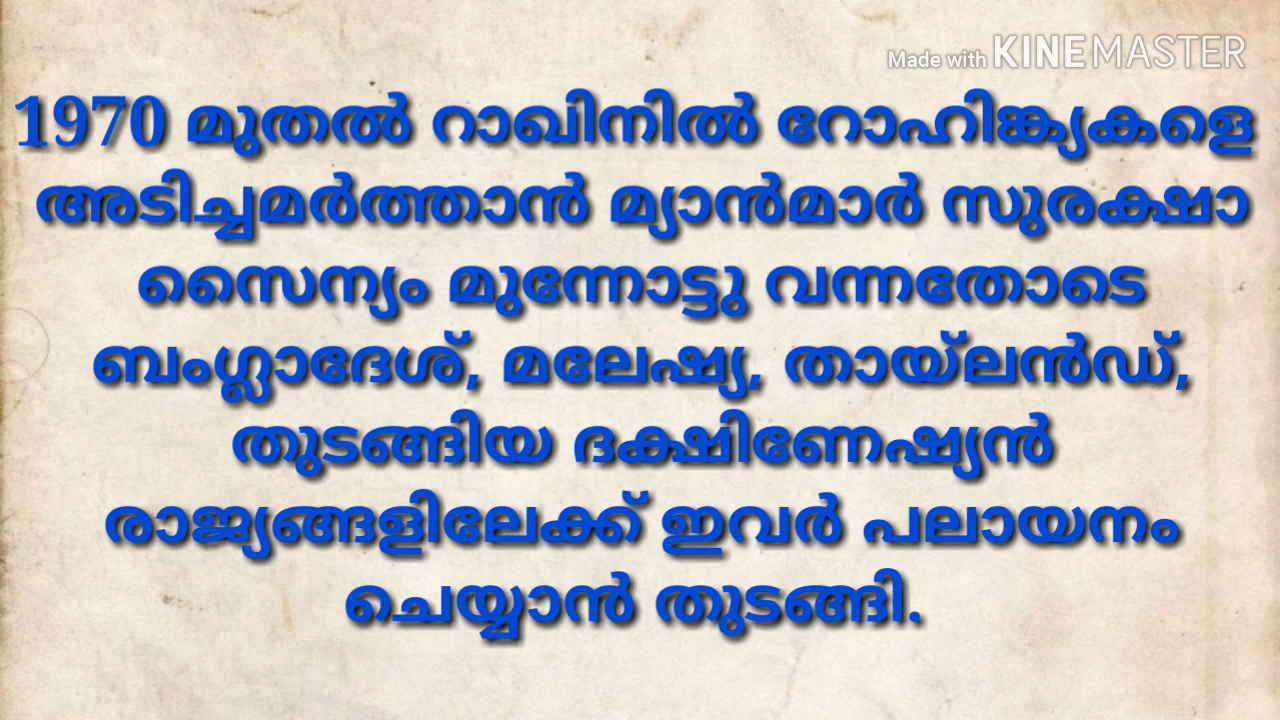 Made with KINEMASTER
1970 മുതൽ റാഖിനിൽ റോഹിങ്ക്യകളെ
അടിച്ചമർത്താൻ മ്യാൻമാർ സുരക്ഷാ
സൈന്യം മുന്നോട്ടു വന്നതോടെ
ബംഗ്ലാദേശ്, മലേഷ്യ, തായ്‌ലൻഡ്,
തുടങ്ങിയ ദക്ഷിണേഷ്യൻ
രാജ്യങ്ങളിലേക്ക് ഇവർ പലായനം
ചെയ്യാൻ തുടങ്ങി.